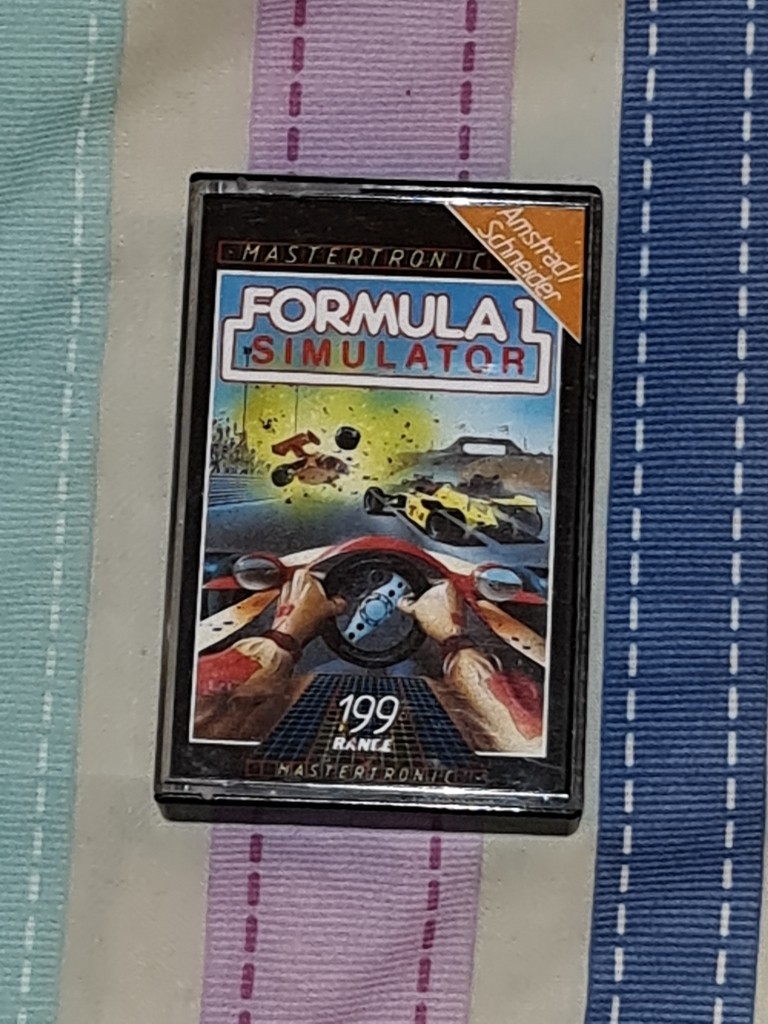 MASTERTRONIC
Amstrad/
Schneider
FORMULA 1
SIMULATOR
199
RANGE
MASTERTRONIC